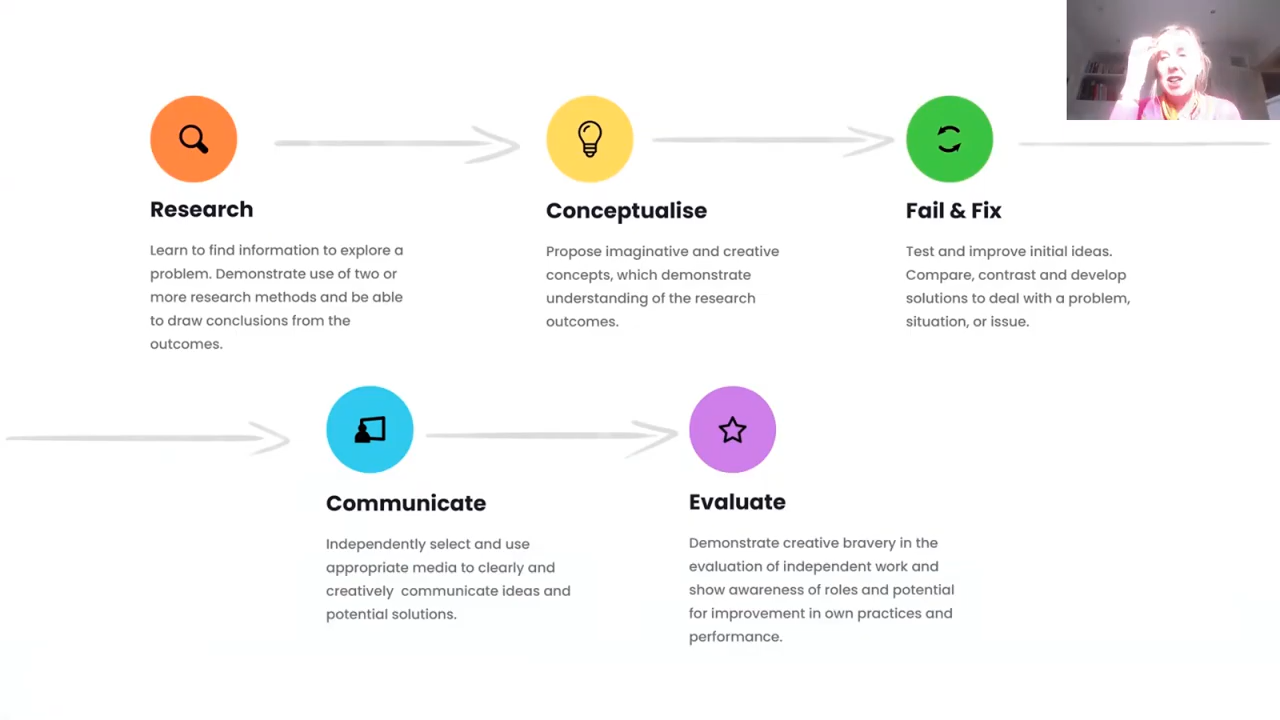 Research
Learn to find information to explore a
problem. Demonstrate use of two or
more research methods and be able
to draw conclusions from the
outcomes.
Conceptualise
Propose imaginative and creative
concepts, which demonstrate
understanding of the research
outcomes.
Fail & Fix
Test and improve initial ideas.
Compare, contrast and develop
solutions to deal with a problem,
situation, or issue.
Communicate
Independently select and use
appropriate media to clearly and
creatively communicate ideas and
potential solutions.
Evaluate
Demonstrate creative bravery in the
evaluation of independent work and
show awareness of roles and potential
for improvement in own practices and
performance.